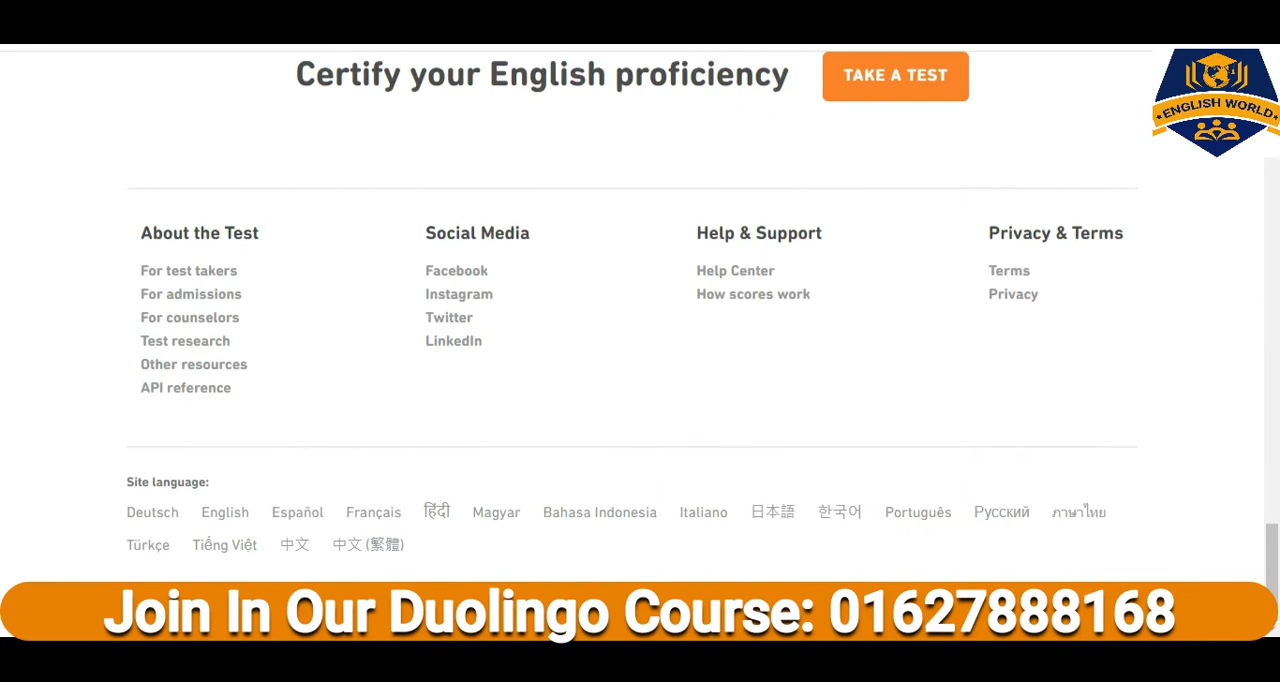 Certify your English proficiency
TAKE A TEST
ENGLISH WORLD
About the Test
For test takers
For admissions
For counselors
Test research
Other resources
API reference
Social Media
Facebook
Instagram
Twitter
LinkedIn
Help & Support
Help Center
How scores work
Privacy & Terms
Terms
Privacy
Site language:
Deutsch English Español Français हिंदी Magyar Bahasa Indonesia Italiano 日本語 한국어 Português Русский ภาษาไทย
Türkçe Tiếng Việt 中文 中文 (繁體)
Join In Our Duolingo Course: 01627888168